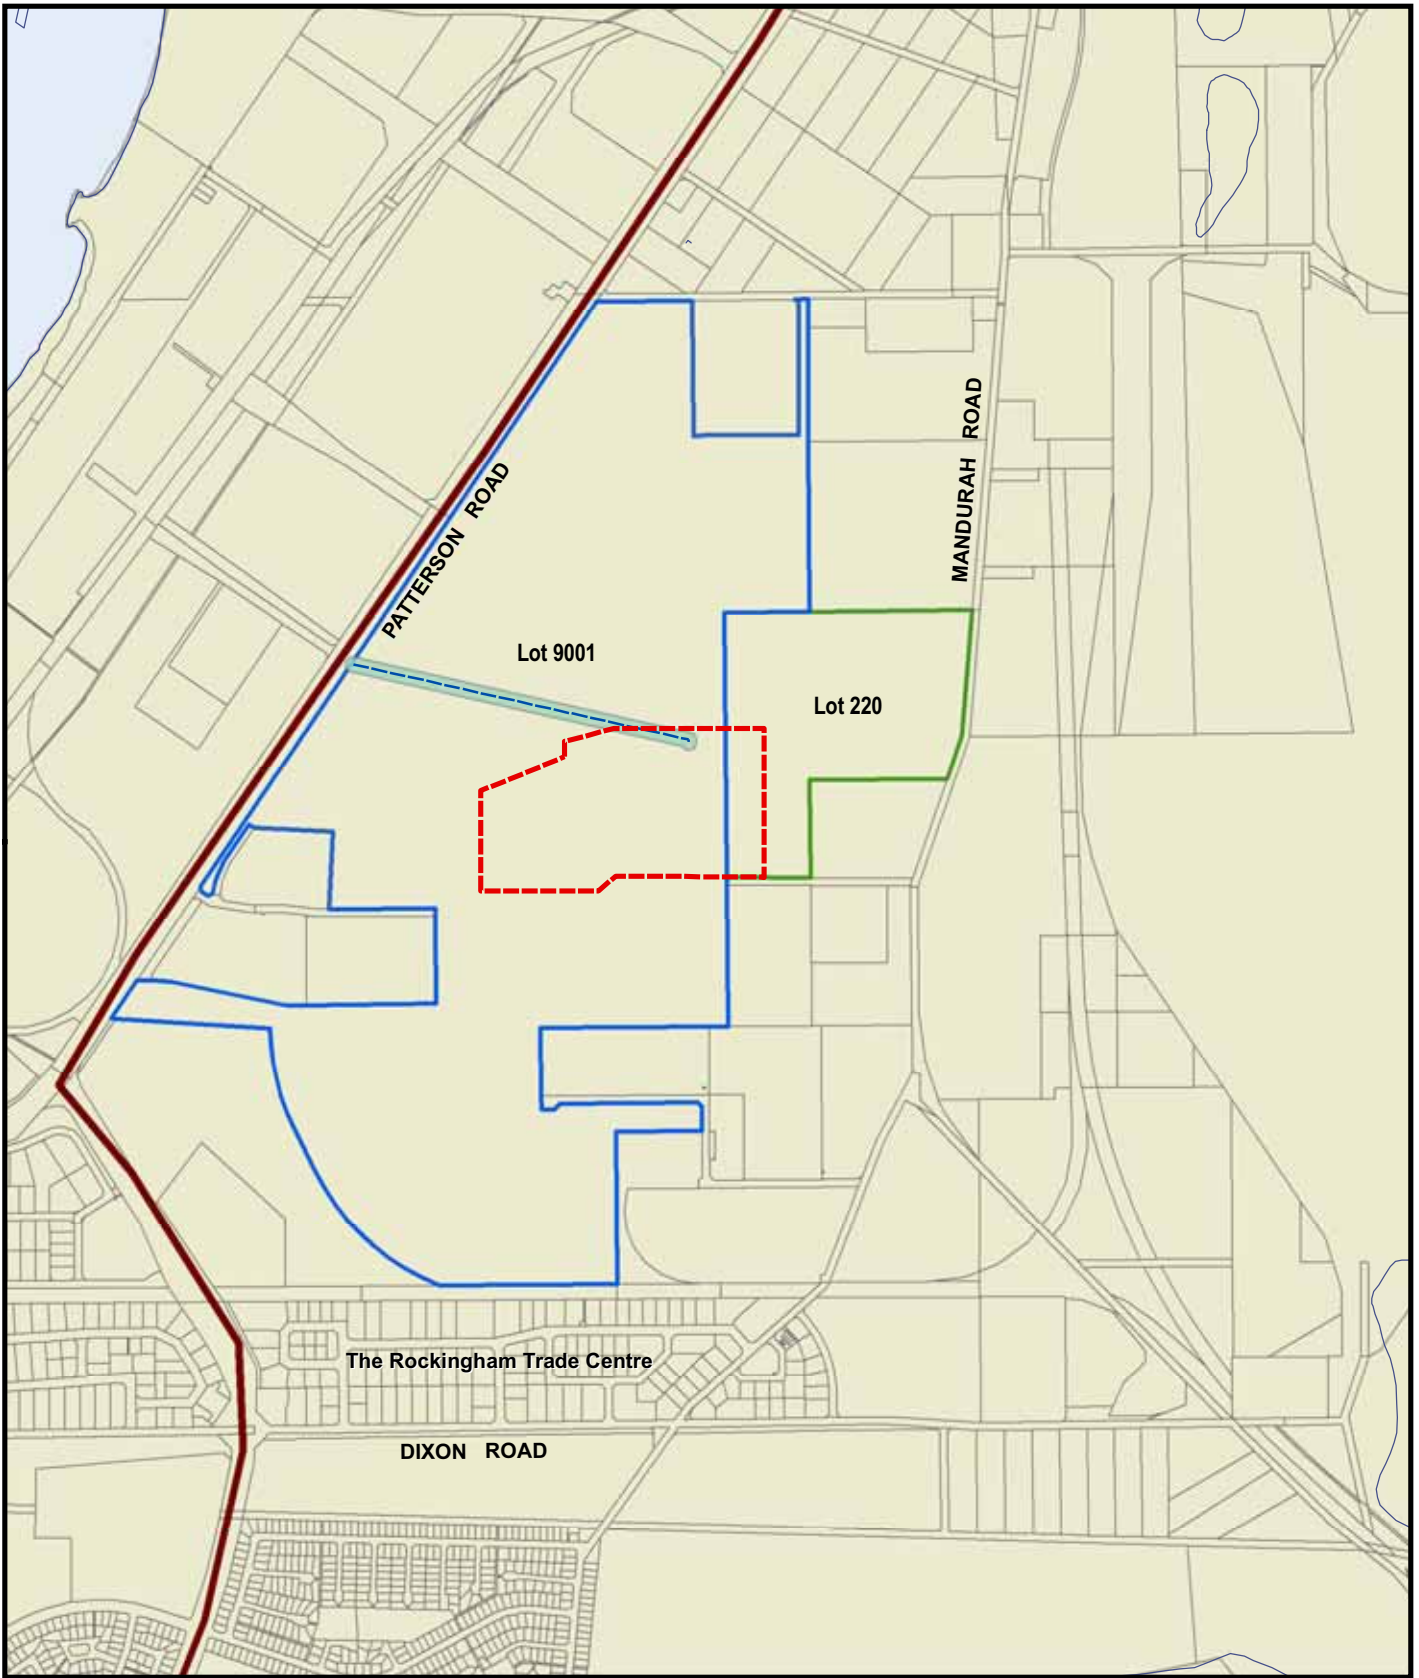 MANDURAH ROAD
PATTERSON ROAD
Lot 9001
Lot 220
The Rockingham Trade Centre
DIXON ROAD